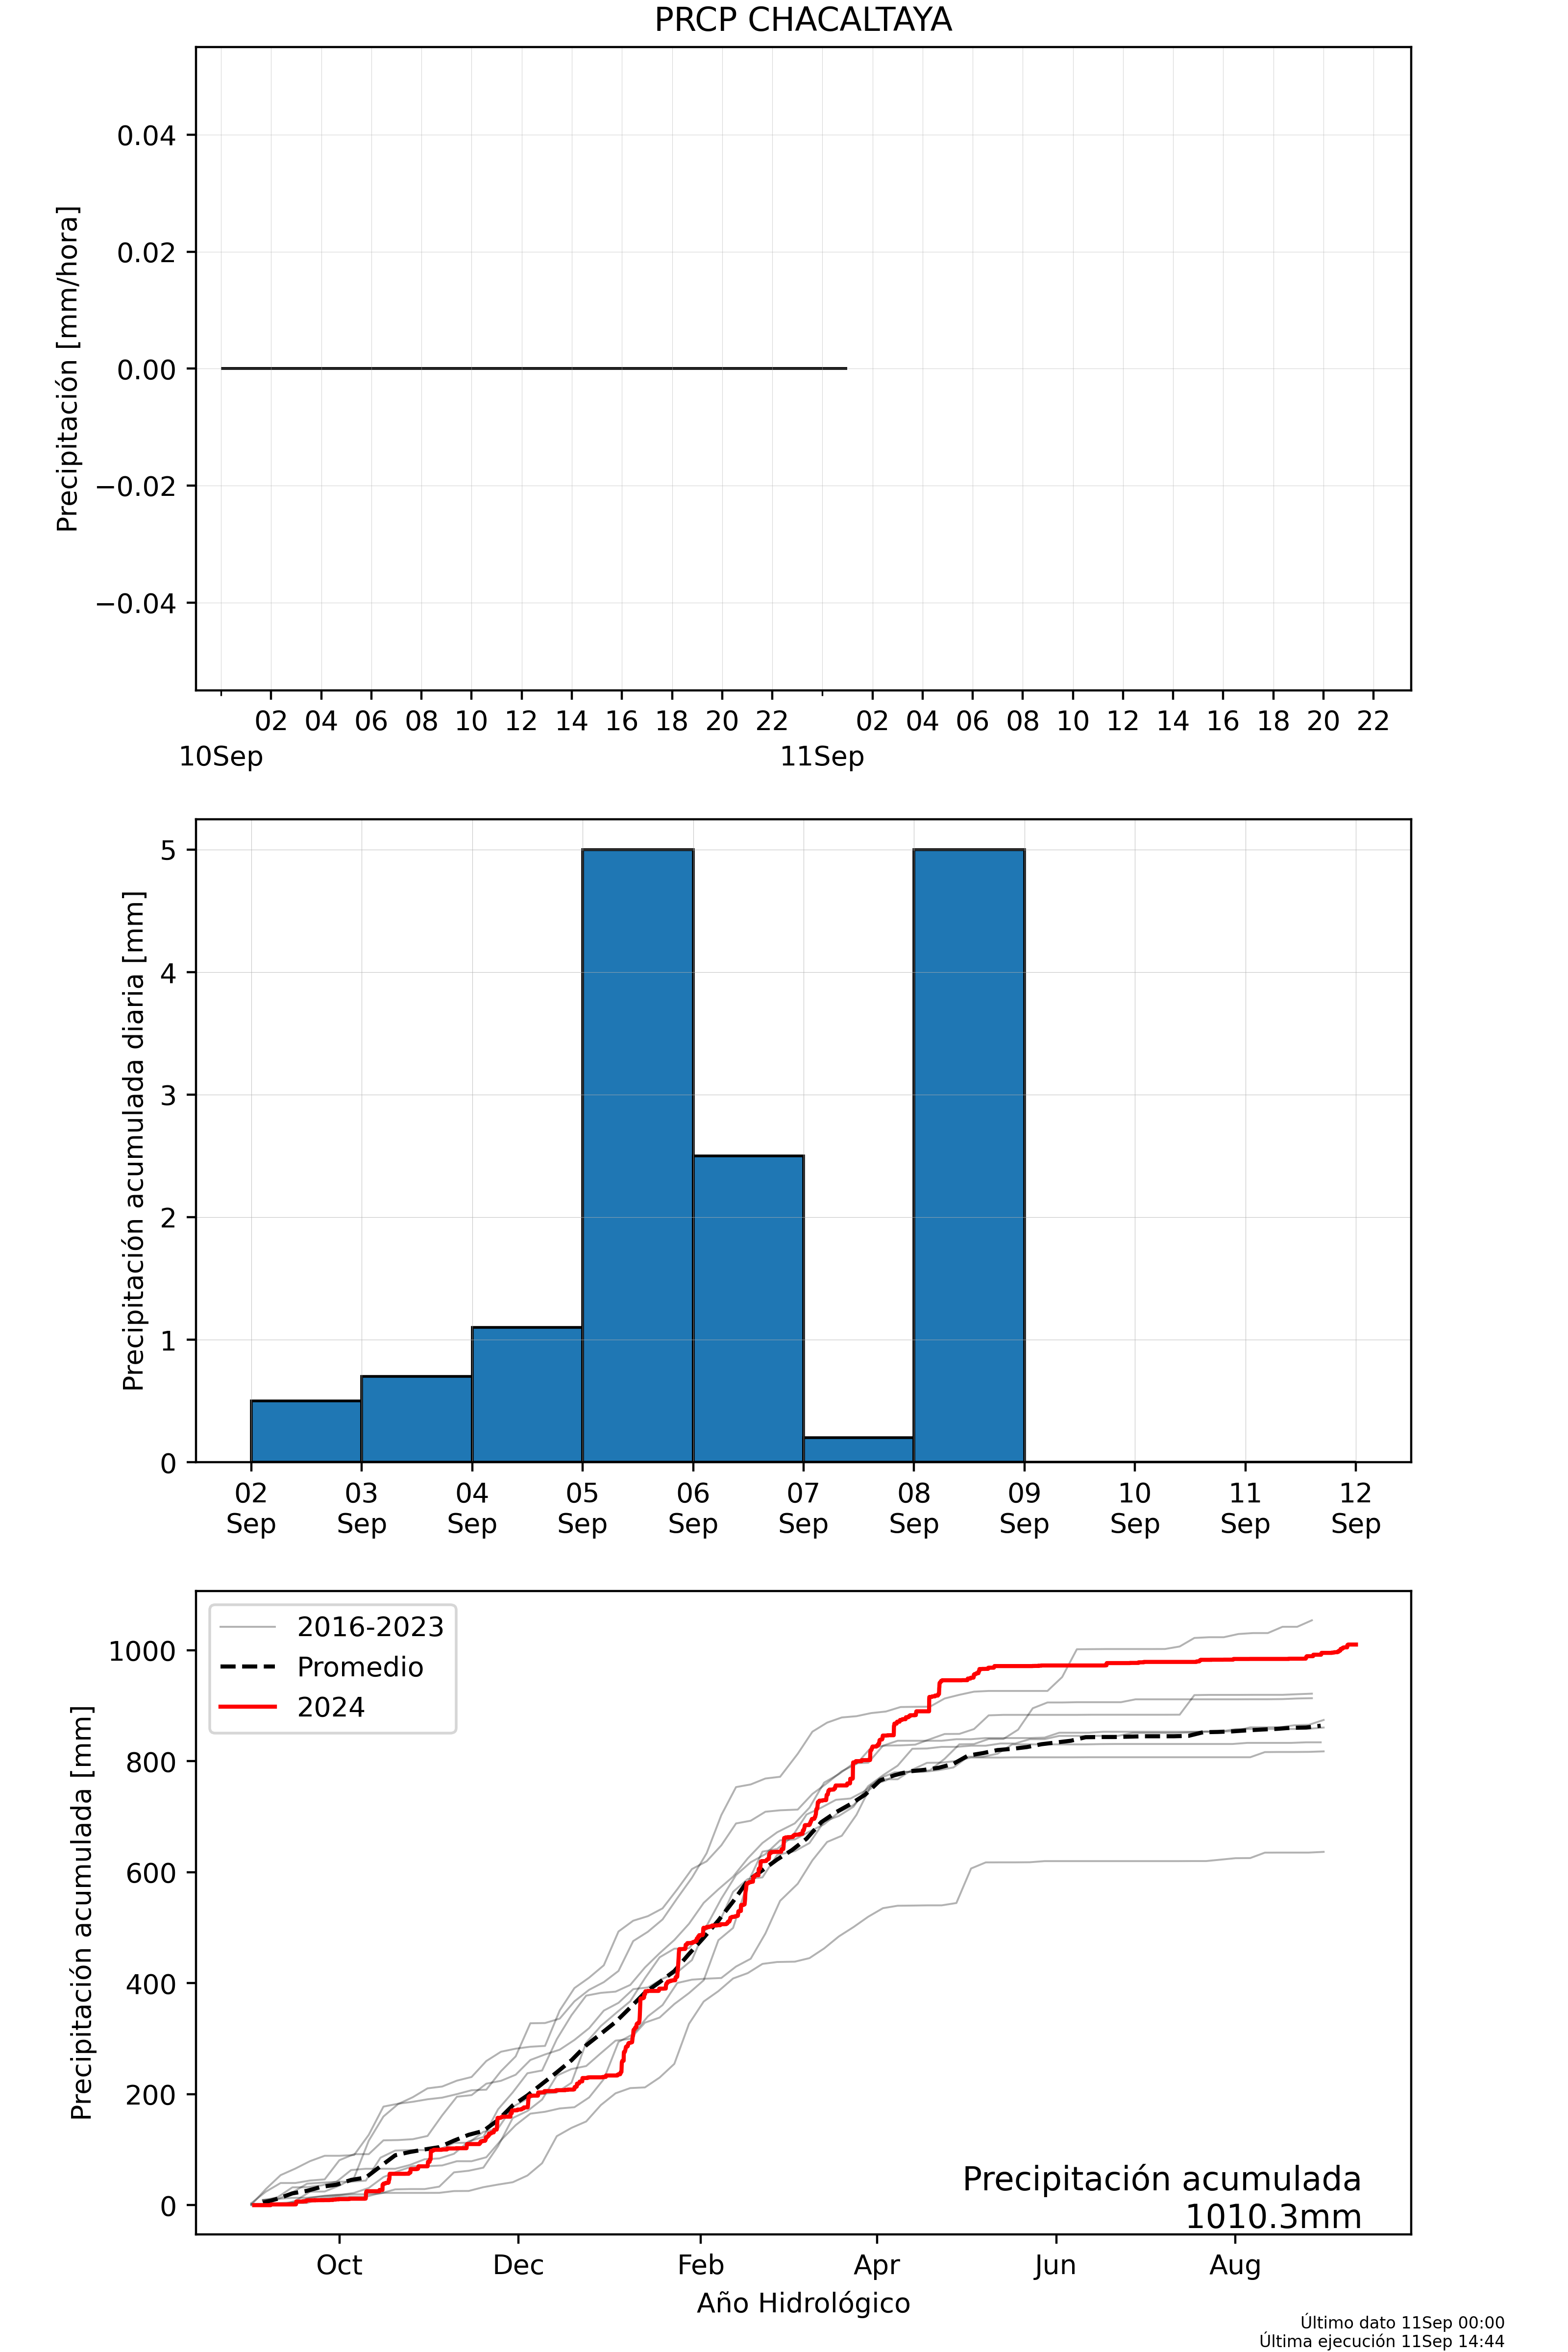 PRCP CHACALTAYA
Precipitación [mm/hora]
0.04
0.02
0.00
−0.02
−0.04
02 04 06 08 10 12 14 16 18 20 22 02 04 06 08 10 12 14 16 18 20 22
10Sep 11Sep
Precipitación acumulada diaria [mm]
5
4
3
2
1
0
02 03 04 05 06 07 08 09 10 11 12
Sep Sep Sep Sep Sep Sep Sep Sep Sep Sep Sep
Precipitación acumulada [mm]
1000
800
600
400
200
0
2016-2023
Promedio
2024
Precipitación acumulada
1010.3mm
Oct Dec Feb Apr Jun Aug
Año Hidrológico
Último dato 11Sep 00:00
Última ejecución 11Sep 14:44